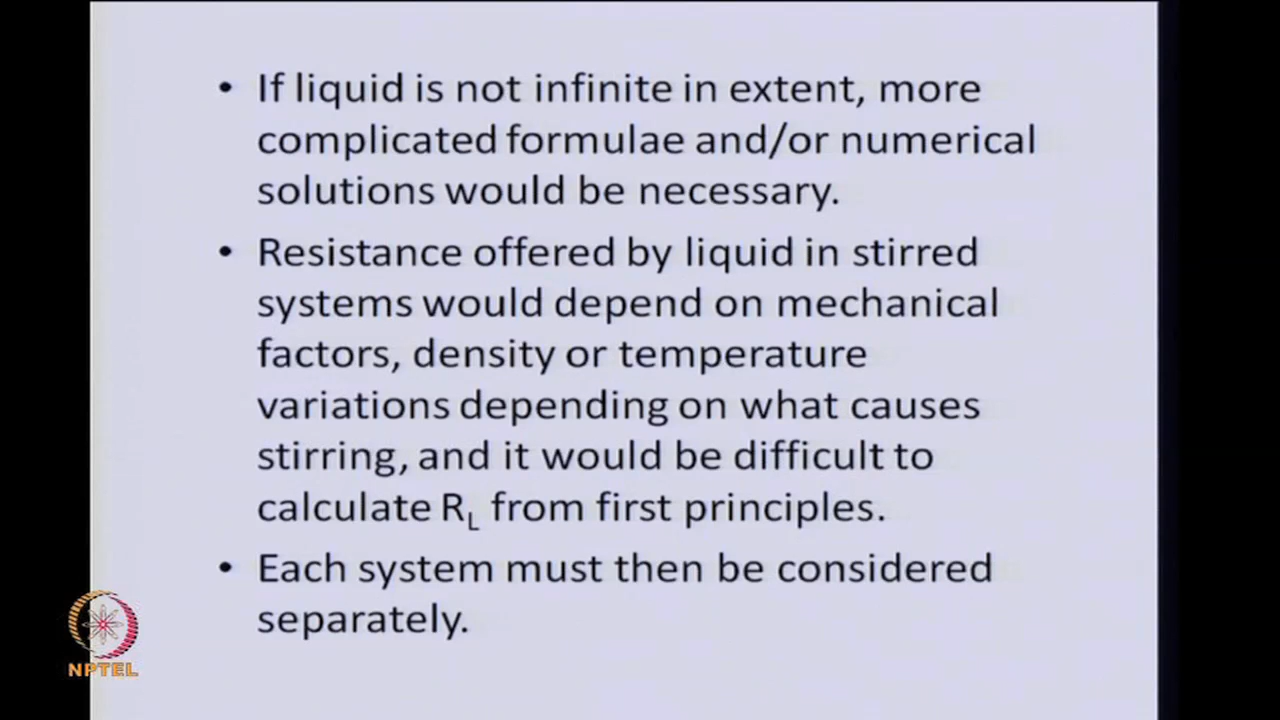 • If liquid is not infinite in extent, more
complicated formulae and/or numerical
solutions would be necessary.
• Resistance offered by liquid in stirred
systems would depend on mechanical
factors, density or temperature
variations depending on what causes
stirring, and it would be difficult to
calculate R_L from first principles.
• Each system must then be considered
separately.
NPTEL